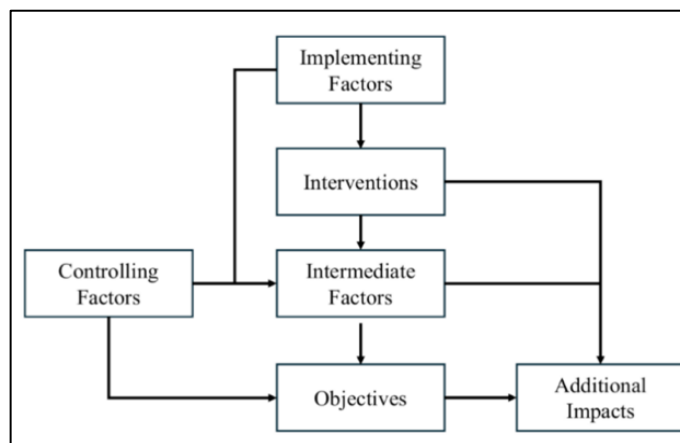 Implementing
Factors
Interventions
Controlling
Factors
Intermediate
Factors
Objectives
Additional
Impacts